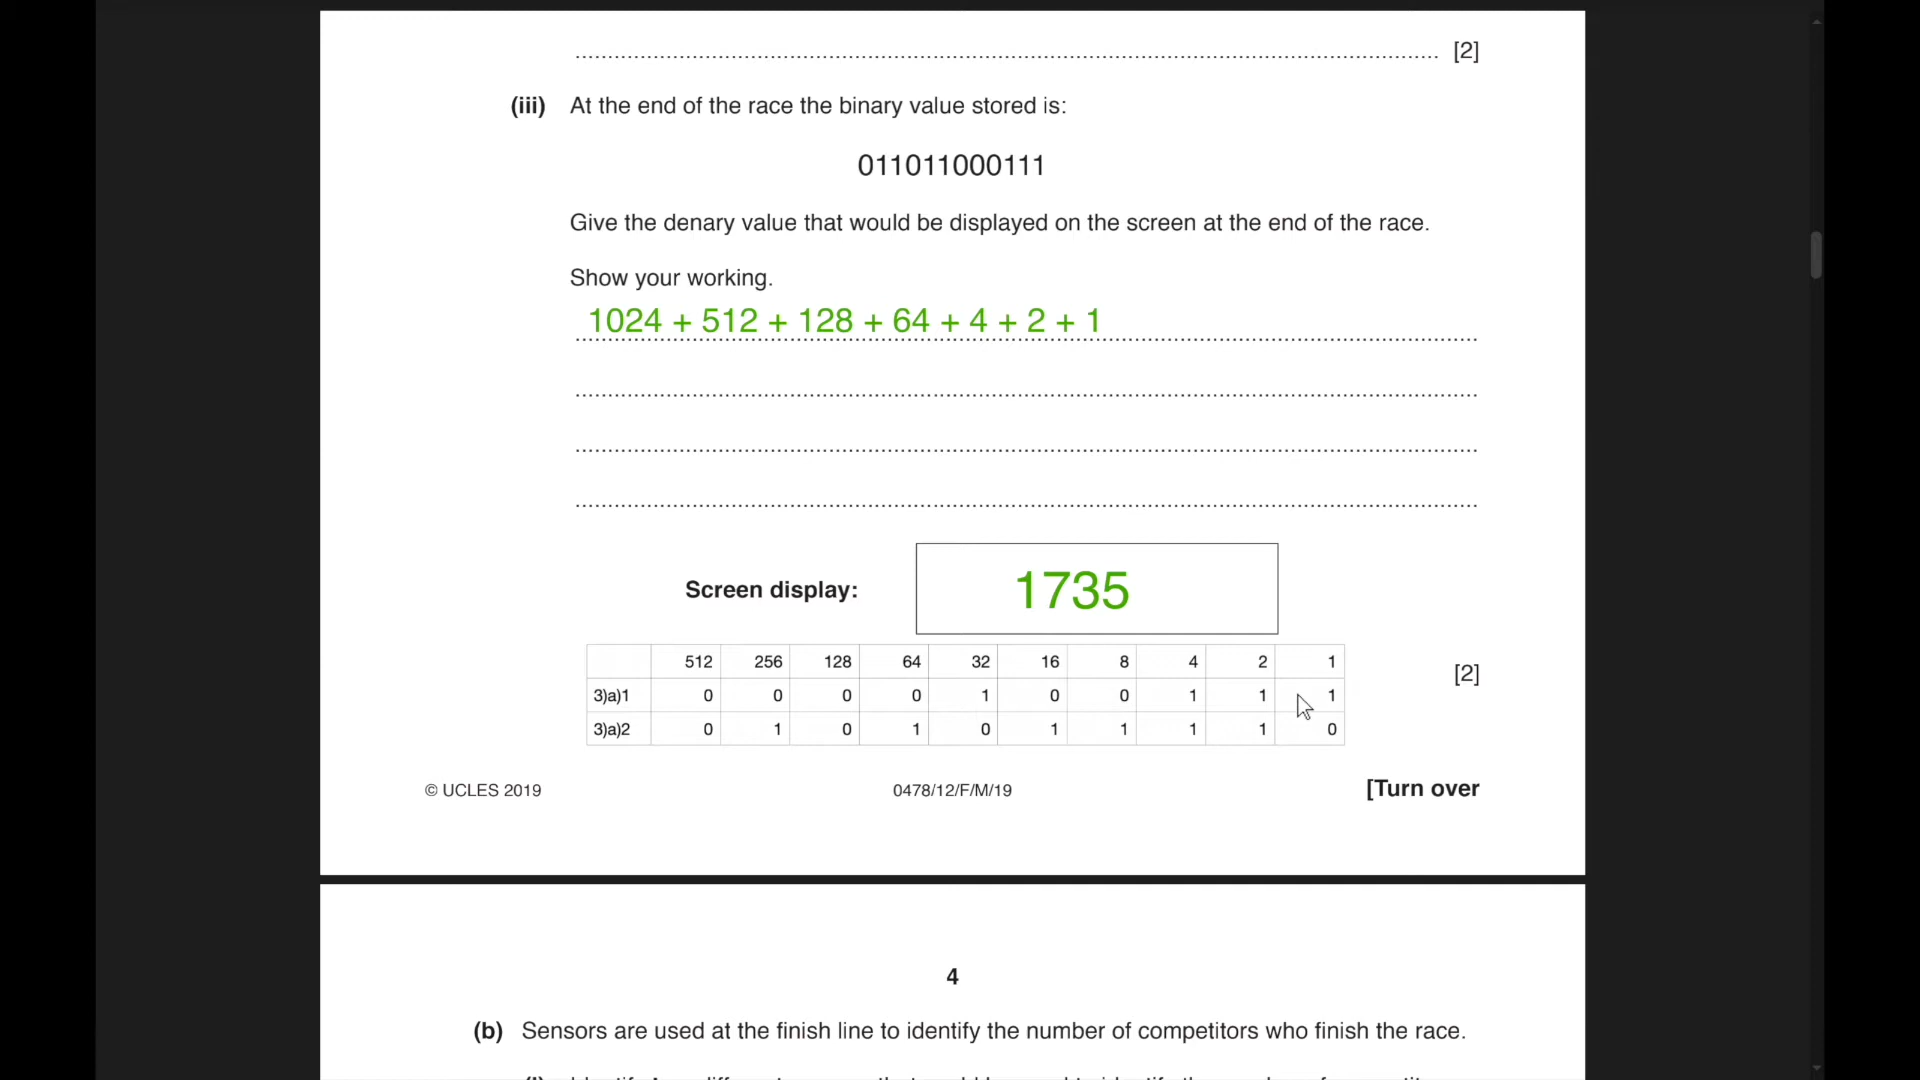 [2]
(iii) At the end of the race the binary value stored is:
011011000111
Give the denary value that would be displayed on the screen at the end of the race.
Show your working.
1024 + 512 + 128 + 64 + 4 + 2 + 1
Screen display: 1735
512 256 128 64 32 16 8 4 2 1
[2]
3)a)1 0 0 0 0 1 0 0 1 1 1
3)a)2 0 1 0 1 0 1 1 1 1 0
© UCLES 2019 0478/12/F/M/19 [Turn over
4
(b) Sensors are used at the finish line to identify the number of competitors who finish the race.